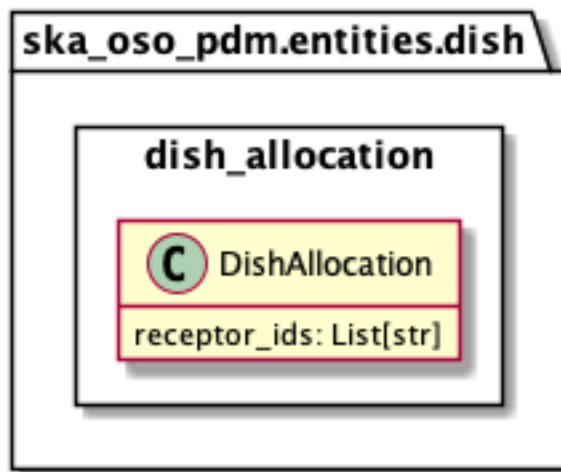 ska_oso_pdm.entities.dish
dish_allocation
C DishAllocation
receptor_ids: List[str]